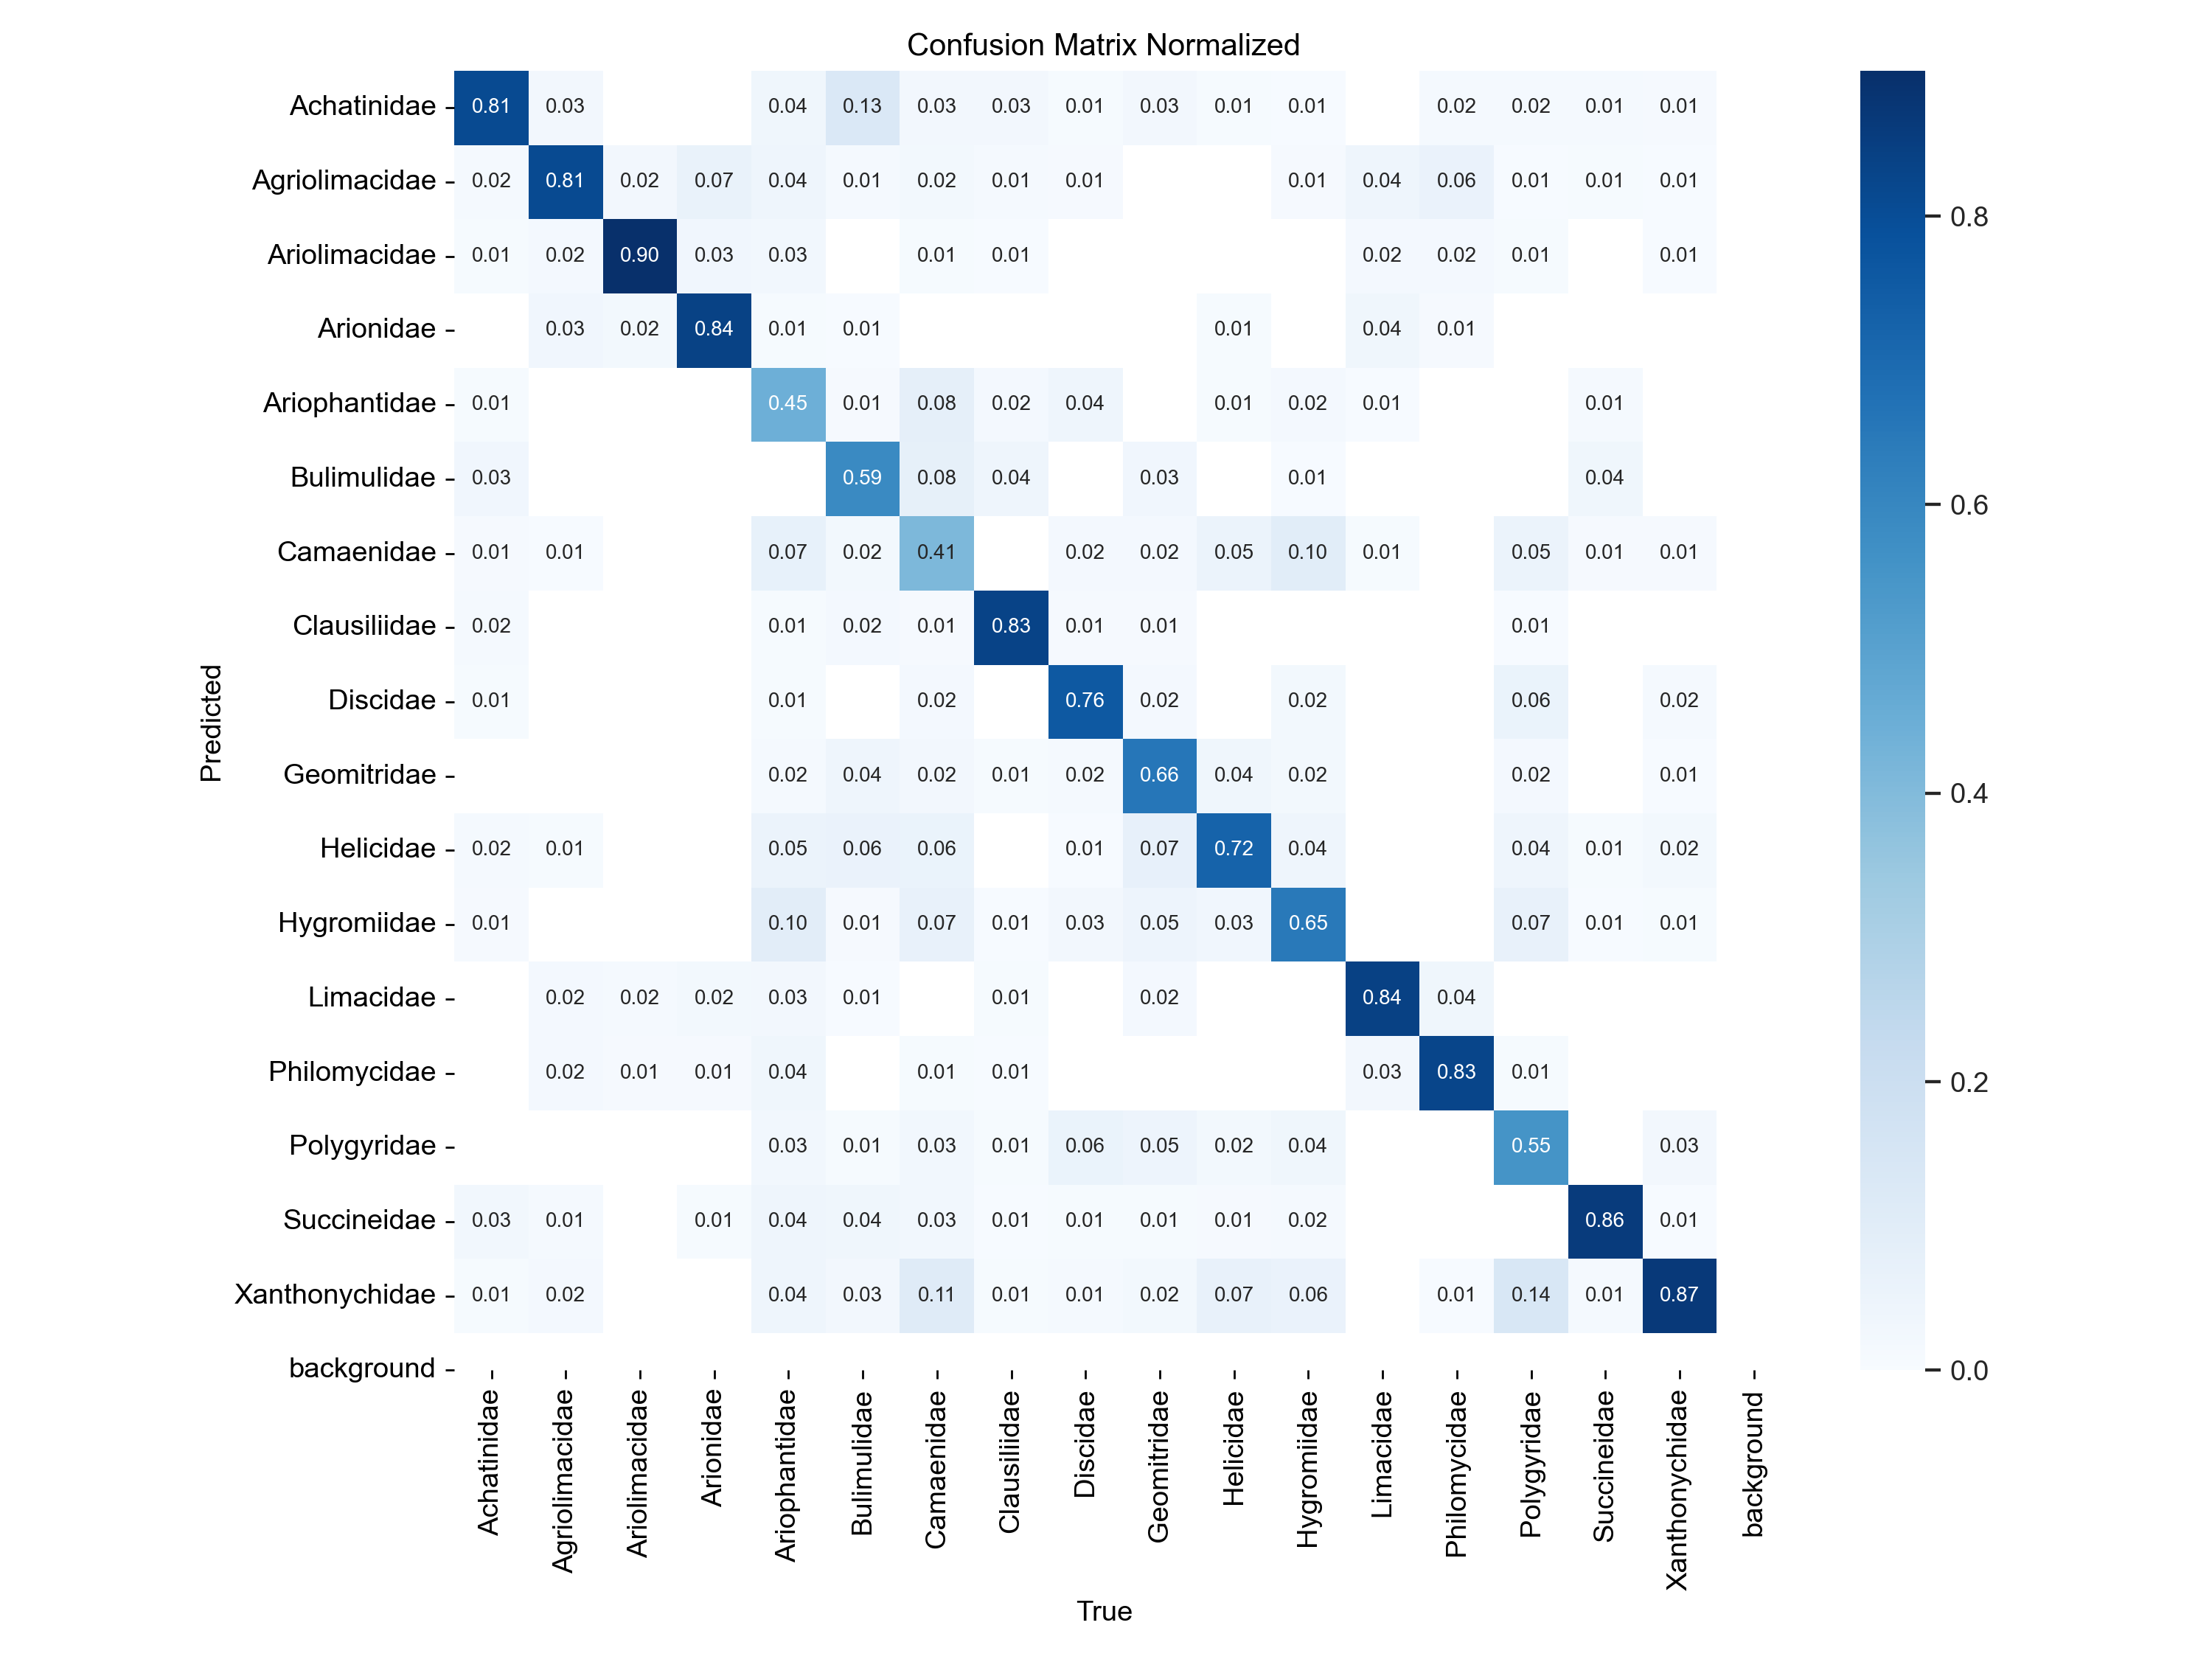 Confusion Matrix Normalized
Achatinidae 0.81 0.03 0.04 0.13 0.03 0.03 0.01 0.03 0.01 0.01 0.02 0.02 0.01 0.01
Agriolimacidae 0.02 0.81 0.02 0.07 0.04 0.01 0.02 0.01 0.01 0.01 0.04 0.06 0.01 0.01 0.01
0.8
Ariolimacidae 0.01 0.02 0.90 0.03 0.03 0.01 0.01 0.02 0.02 0.01 0.01
Arionidae 0.03 0.02 0.84 0.01 0.01 0.01 0.04 0.01
Ariophantidae 0.01 0.45 0.01 0.08 0.02 0.04 0.01 0.02 0.01 0.01
Bulimulidae 0.03 0.59 0.08 0.04 0.03 0.01 0.04
0.6
Camaenidae 0.01 0.01 0.07 0.02 0.41 0.02 0.02 0.05 0.10 0.01 0.05 0.01 0.01
Clausiliidae 0.02 0.01 0.02 0.01 0.83 0.01 0.01 0.01
Discidae 0.01 0.01 0.02 0.76 0.02 0.02 0.06 0.02
Predicted
Geomitridae 0.02 0.04 0.02 0.01 0.02 0.66 0.04 0.02 0.02 0.01
0.4
Helicidae 0.02 0.01 0.05 0.06 0.06 0.01 0.07 0.72 0.04 0.04 0.01 0.02
Hygromiidae 0.01 0.10 0.01 0.07 0.01 0.03 0.05 0.03 0.65 0.07 0.01 0.01
Limacidae 0.02 0.02 0.02 0.03 0.01 0.01 0.02 0.84 0.04
Philomycidae 0.02 0.01 0.01 0.04 0.01 0.01 0.03 0.83 0.01
0.2
Polygyridae 0.03 0.01 0.03 0.01 0.06 0.05 0.02 0.04 0.55 0.03
Succineidae 0.03 0.01 0.01 0.04 0.04 0.03 0.01 0.01 0.01 0.01 0.02 0.86 0.01
Xanthonychidae 0.01 0.02 0.04 0.03 0.11 0.01 0.01 0.02 0.07 0.06 0.01 0.14 0.01 0.87
background
0.0
Achatinidae
Agriolimacidae
Ariolimacidae
Arionidae
Ariophantidae
Bulimulidae
Camaenidae
Clausiliidae
Discidae
Geomitridae
Helicidae
Hygromiidae
Limacidae
Philomycidae
Polygyridae
Succineidae
Xanthonychidae
background
True